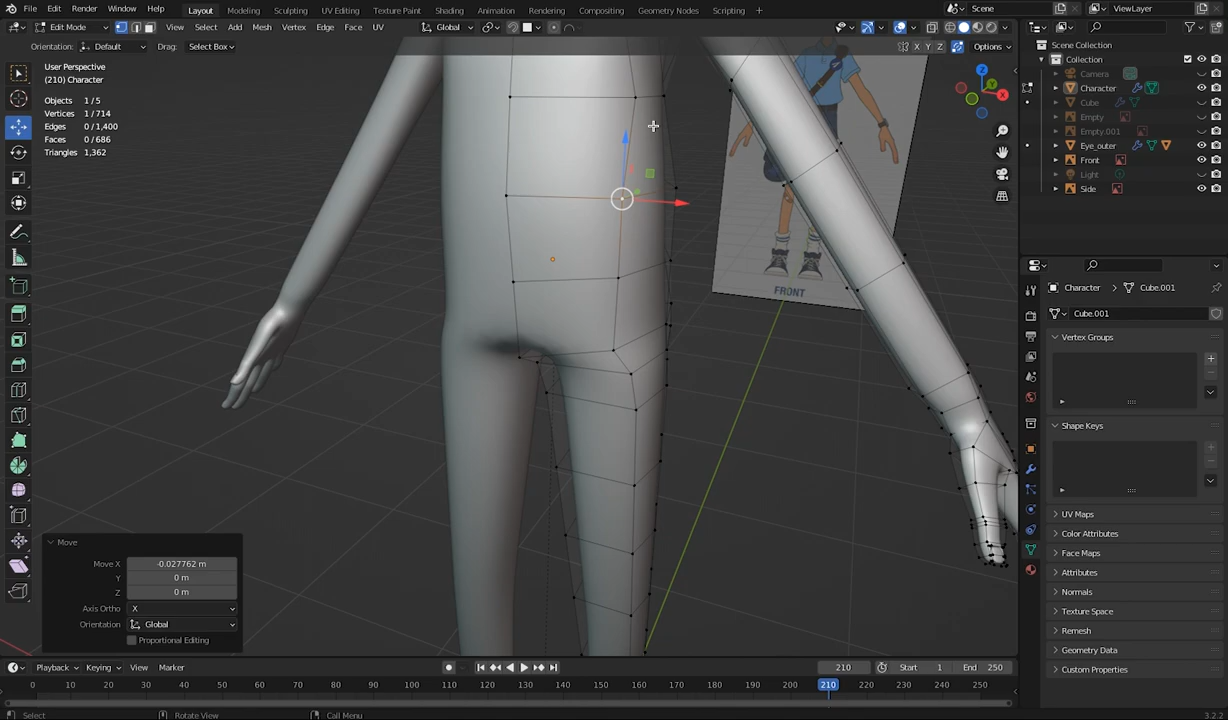 File Edit Render Window Help Layout Modeling Sculpting UV Editing Texture Paint Shading Animation Rendering Compositing Geometry Nodes Scripting + Scene ViewLayer
Edit Mode View Select Add Mesh Vertex Edge Face UV Global
Orientation: Default Drag: Select Box X Y Z Options
User Perspective
(210) Character
Objects 1/5
Vertices 1/714
Edges 0/1,400
Faces 0/686
Triangles 1,362
FRONT
Z
Y
X
Scene Collection
Collection
Camera
Character
Cube
Empty
Empty.001
Eye_outer
Front
Light
Side
Character > Cube.001
Cube.001
Vertex Groups
Shape Keys
UV Maps
Color Attributes
Face Maps
Attributes
Normals
Texture Space
Remesh
Geometry Data
Custom Properties
Move
Move X -0.027762 m
Y 0 m
Z 0 m
Axis Ortho X
Orientation Global
Proportional Editing
Playback Keying View Marker 210 Start 1 End 250
0 10 20 30 40 50 60 70 80 90 100 110 120 130 140 150 160 170 180 190 200 210 220 230 240 250
Select Rotate View Call Menu 3.2.2